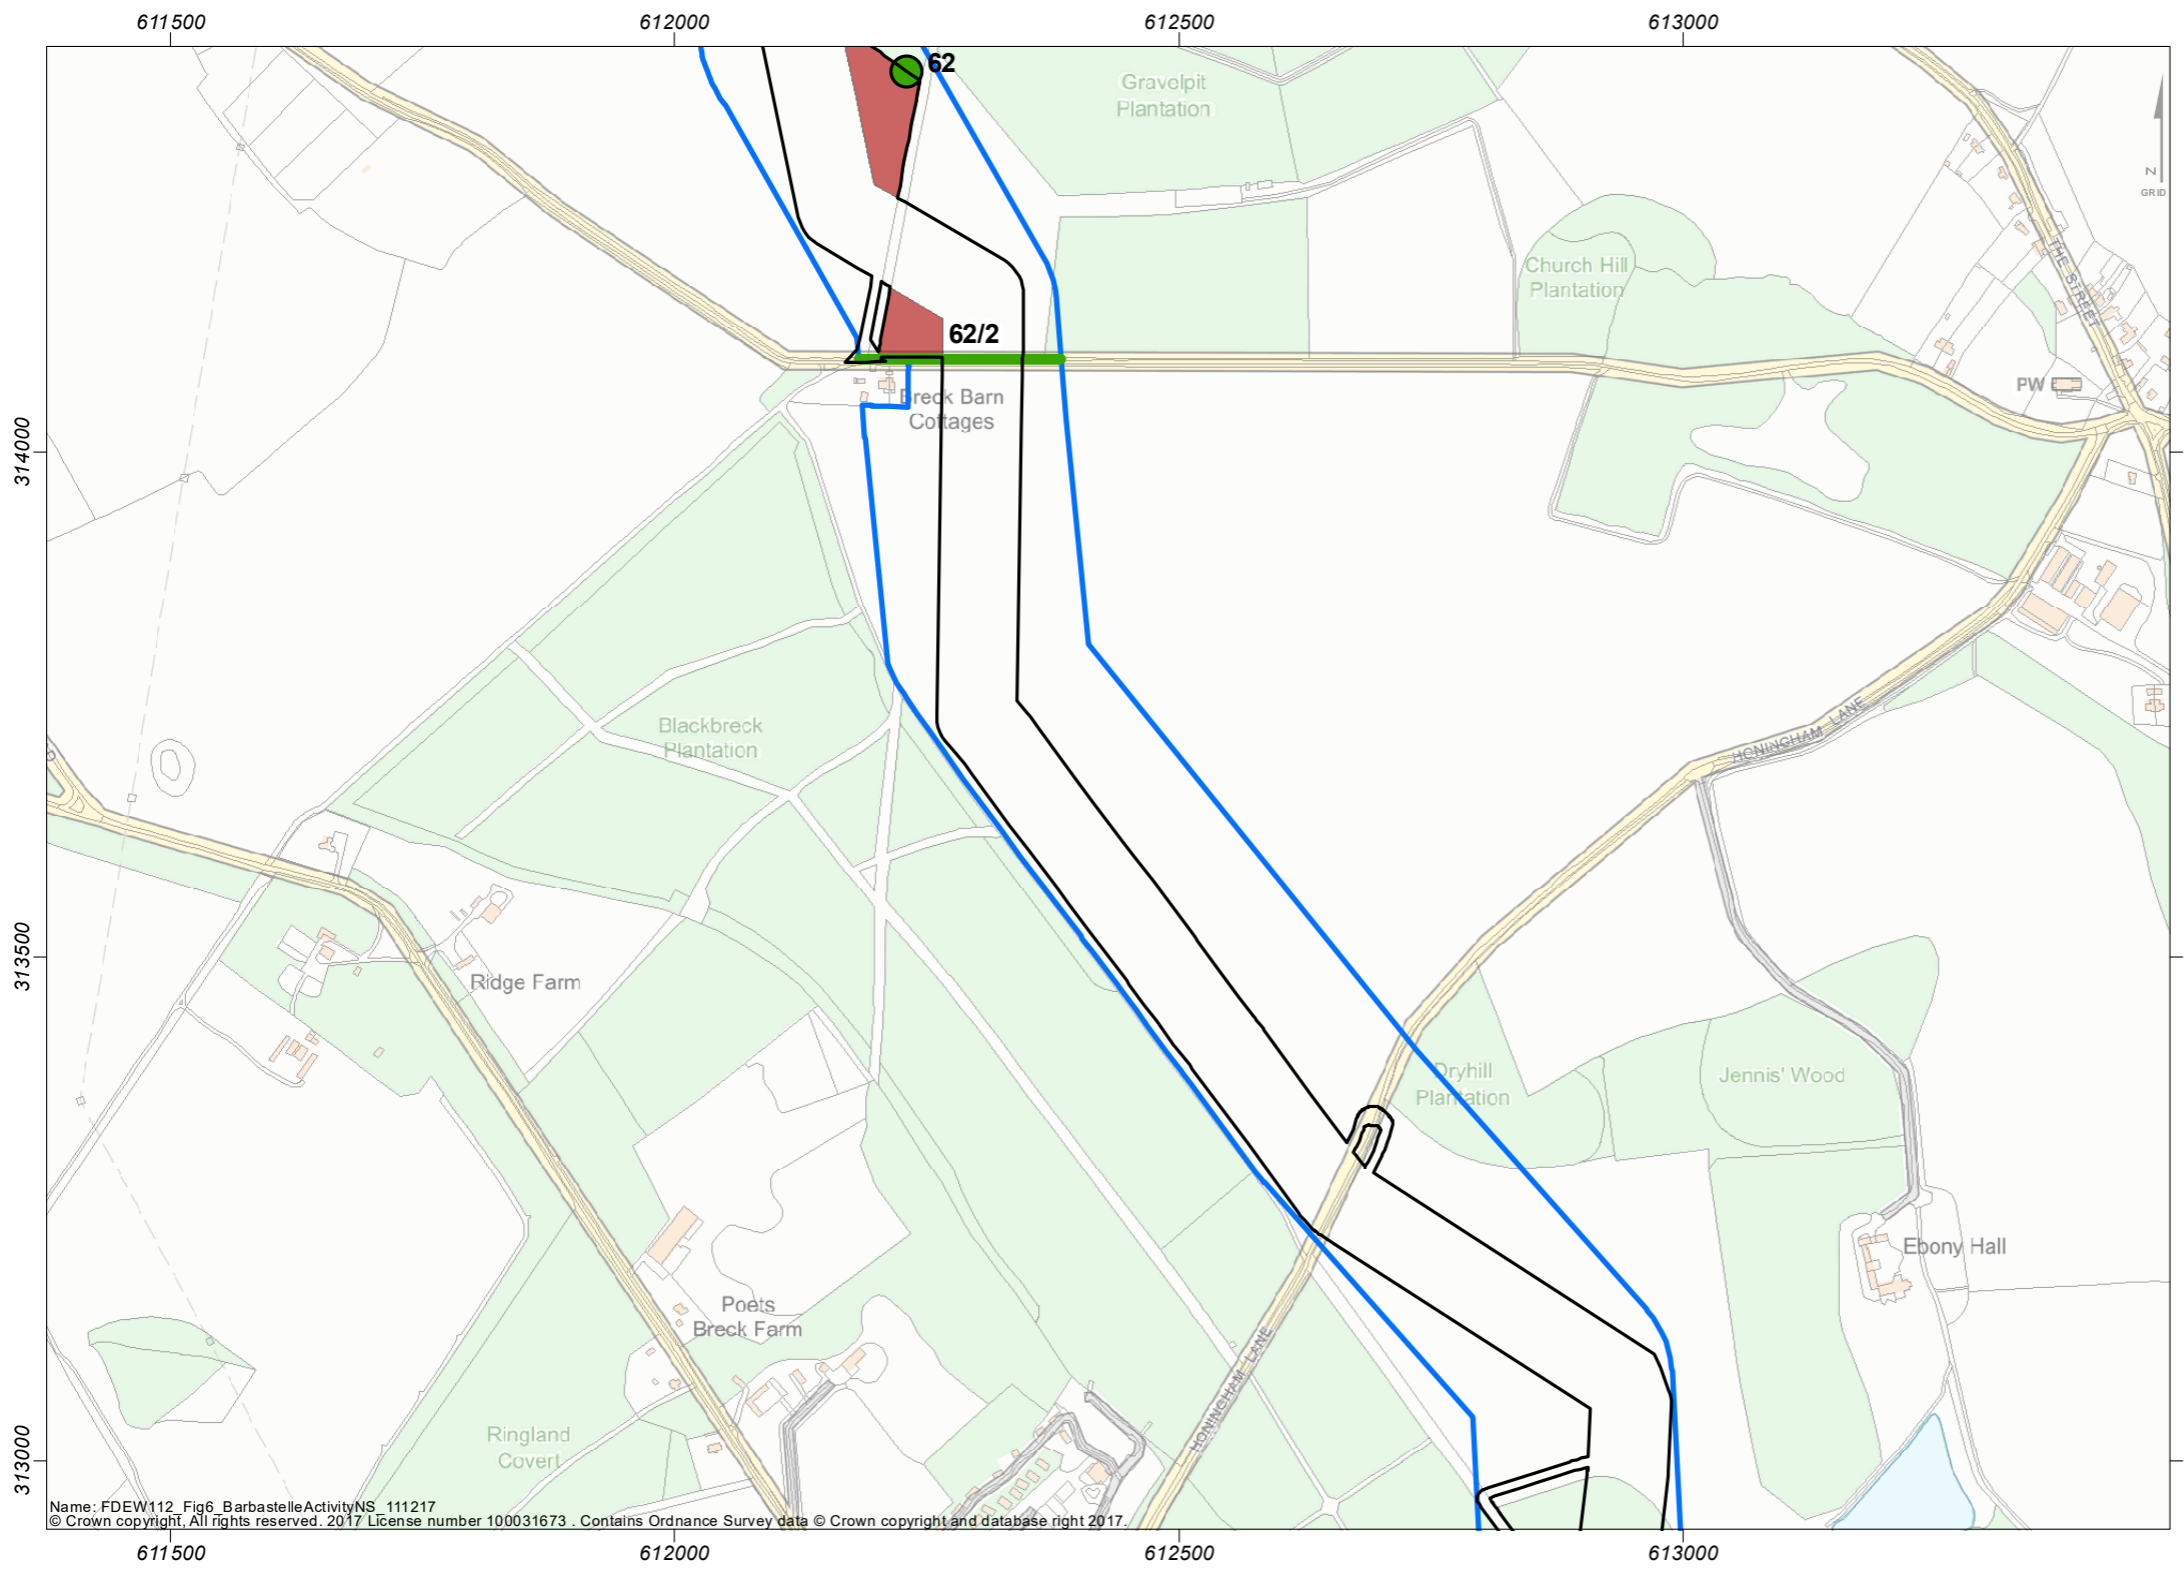 611500
612000
612500
613000
62
Gravelpit
Plantation
N
GRID
THE STREET
Church Hill
Plantation
62/2
PW
Breck Barn
Cottages
314000
Blackbreck
Plantation
HONINGHAM LANE
313500
Ridge Farm
Dryhill
Plantation
Jennis' Wood
Ebony Hall
Poets
Breck Farm
HONINGHAM LANE
Ringland
Covert
313000
Name: FDEW112_Fig6_BarbastelleActivityNS_111217
© Crown copyright, All rights reserved. 2017 License number 100031673 . Contains Ordnance Survey data © Crown copyright and database right 2017.
611500
612000
612500
613000